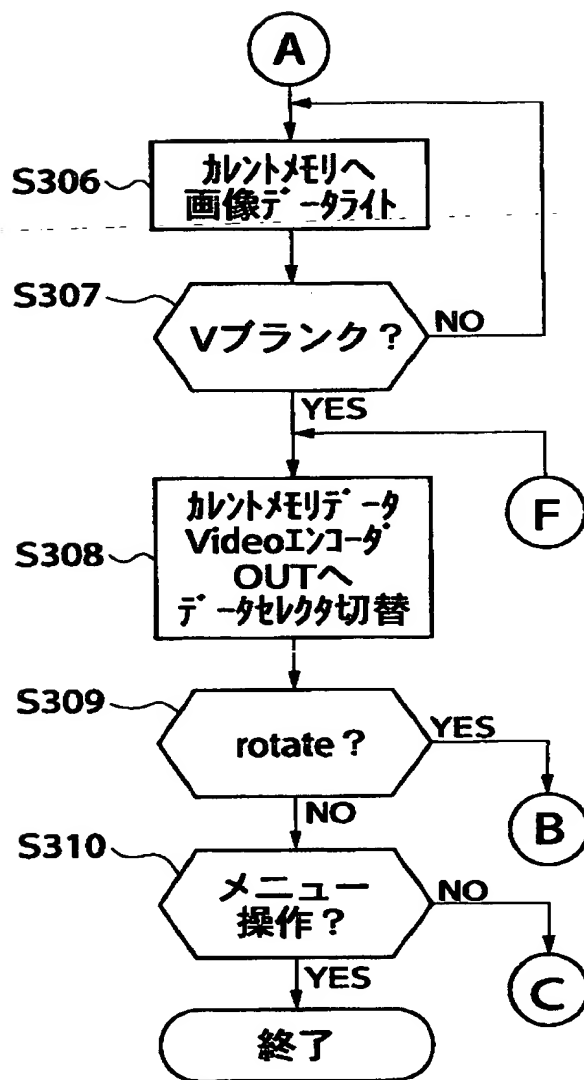 A
S306
カレントメモリへ
画像データライト
S307
Vブランク？
NO
YES
F
S308
カレントメモリデータ
Videoエンコーダ
OUTへ
データセレクタ切替
S309
rotate？
YES
B
NO
S310
メニュー
操作？
NO
C
YES
終了